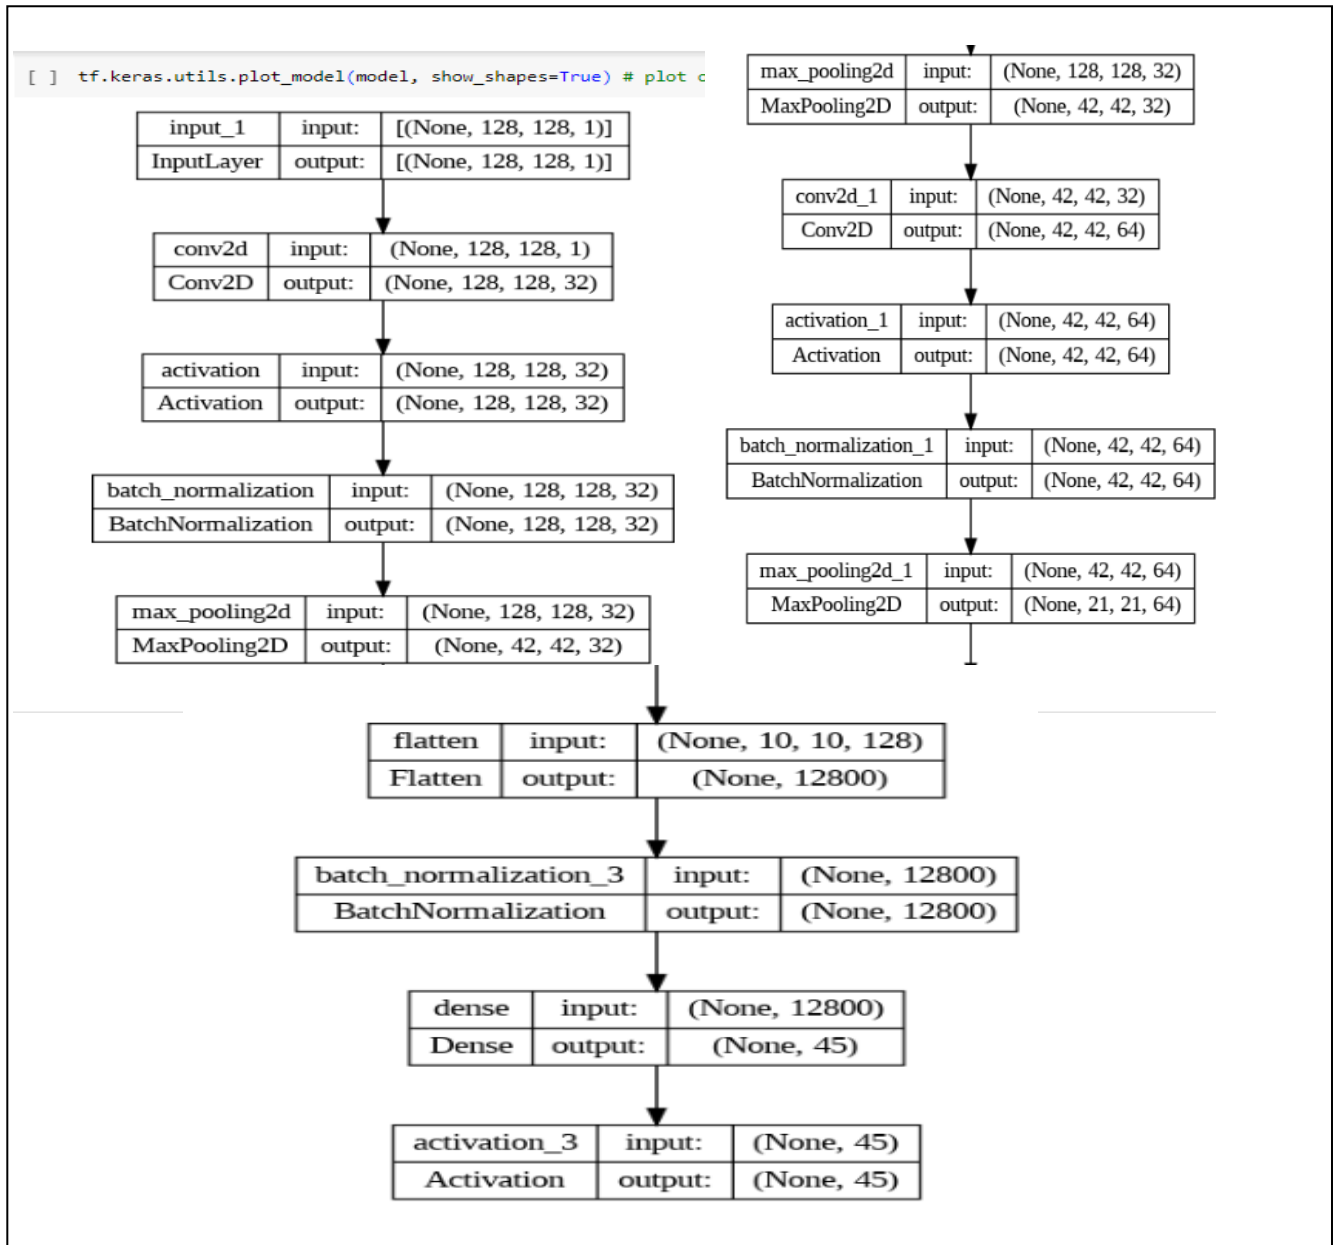 [ ] tf.keras.utils.plot_model(model, show_shapes=True) # plot c
input_1 input: [(None, 128, 128, 1)]
InputLayer output: [(None, 128, 128, 1)]
conv2d input: (None, 128, 128, 1)
Conv2D output: (None, 128, 128, 32)
activation input: (None, 128, 128, 32)
Activation output: (None, 128, 128, 32)
batch_normalization input: (None, 128, 128, 32)
BatchNormalization output: (None, 128, 128, 32)
max_pooling2d input: (None, 128, 128, 32)
MaxPooling2D output: (None, 42, 42, 32)
max_pooling2d input: (None, 128, 128, 32)
MaxPooling2D output: (None, 42, 42, 32)
conv2d_1 input: (None, 42, 42, 32)
Conv2D output: (None, 42, 42, 64)
activation_1 input: (None, 42, 42, 64)
Activation output: (None, 42, 42, 64)
batch_normalization_1 input: (None, 42, 42, 64)
BatchNormalization output: (None, 42, 42, 64)
max_pooling2d_1 input: (None, 42, 42, 64)
MaxPooling2D output: (None, 21, 21, 64)
flatten input: (None, 10, 10, 128)
Flatten output: (None, 12800)
batch_normalization_3 input: (None, 12800)
BatchNormalization output: (None, 12800)
dense input: (None, 12800)
Dense output: (None, 45)
activation_3 input: (None, 45)
Activation output: (None, 45)